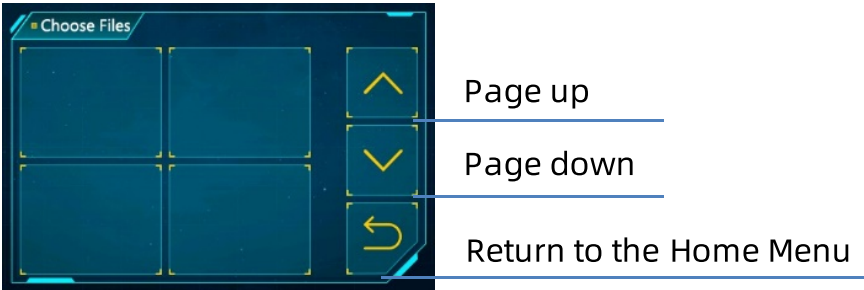 Choose Files
Page up
Page down
Return to the Home Menu